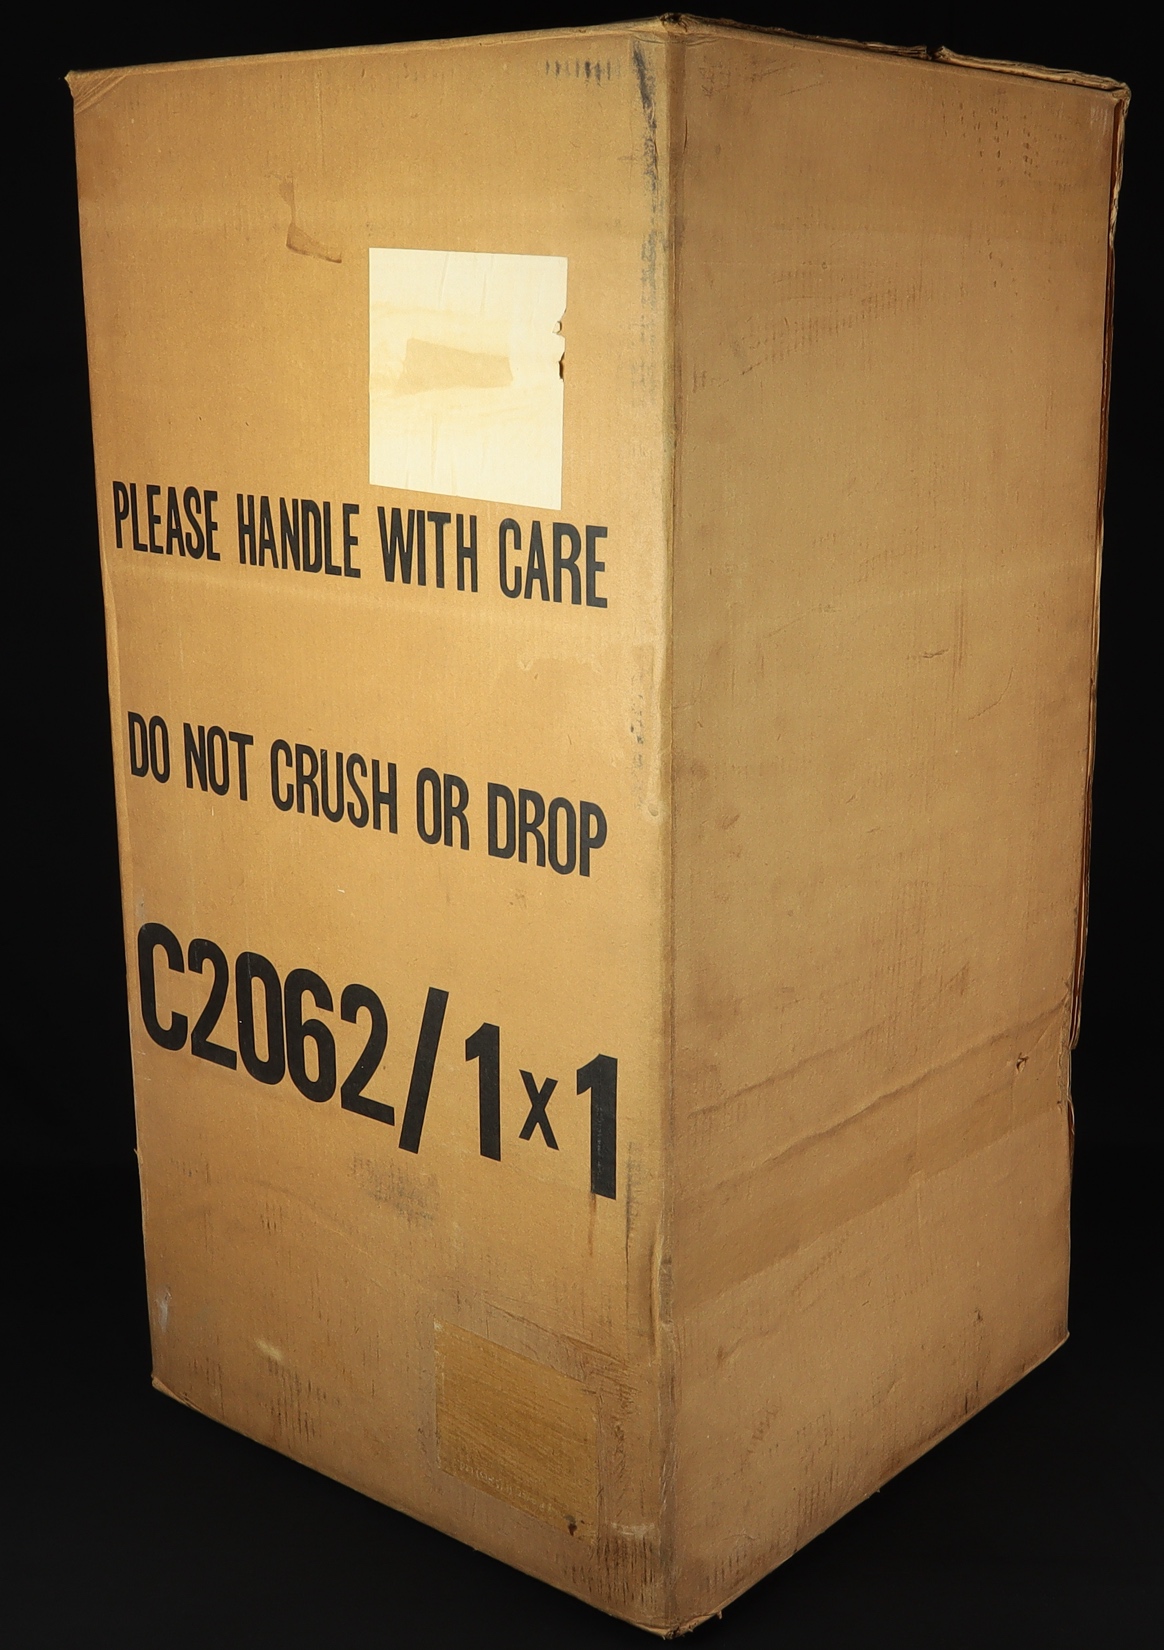 PLEASE HANDLE WITH CARE
DO NOT CRUSH OR DROP
C2062/1x1